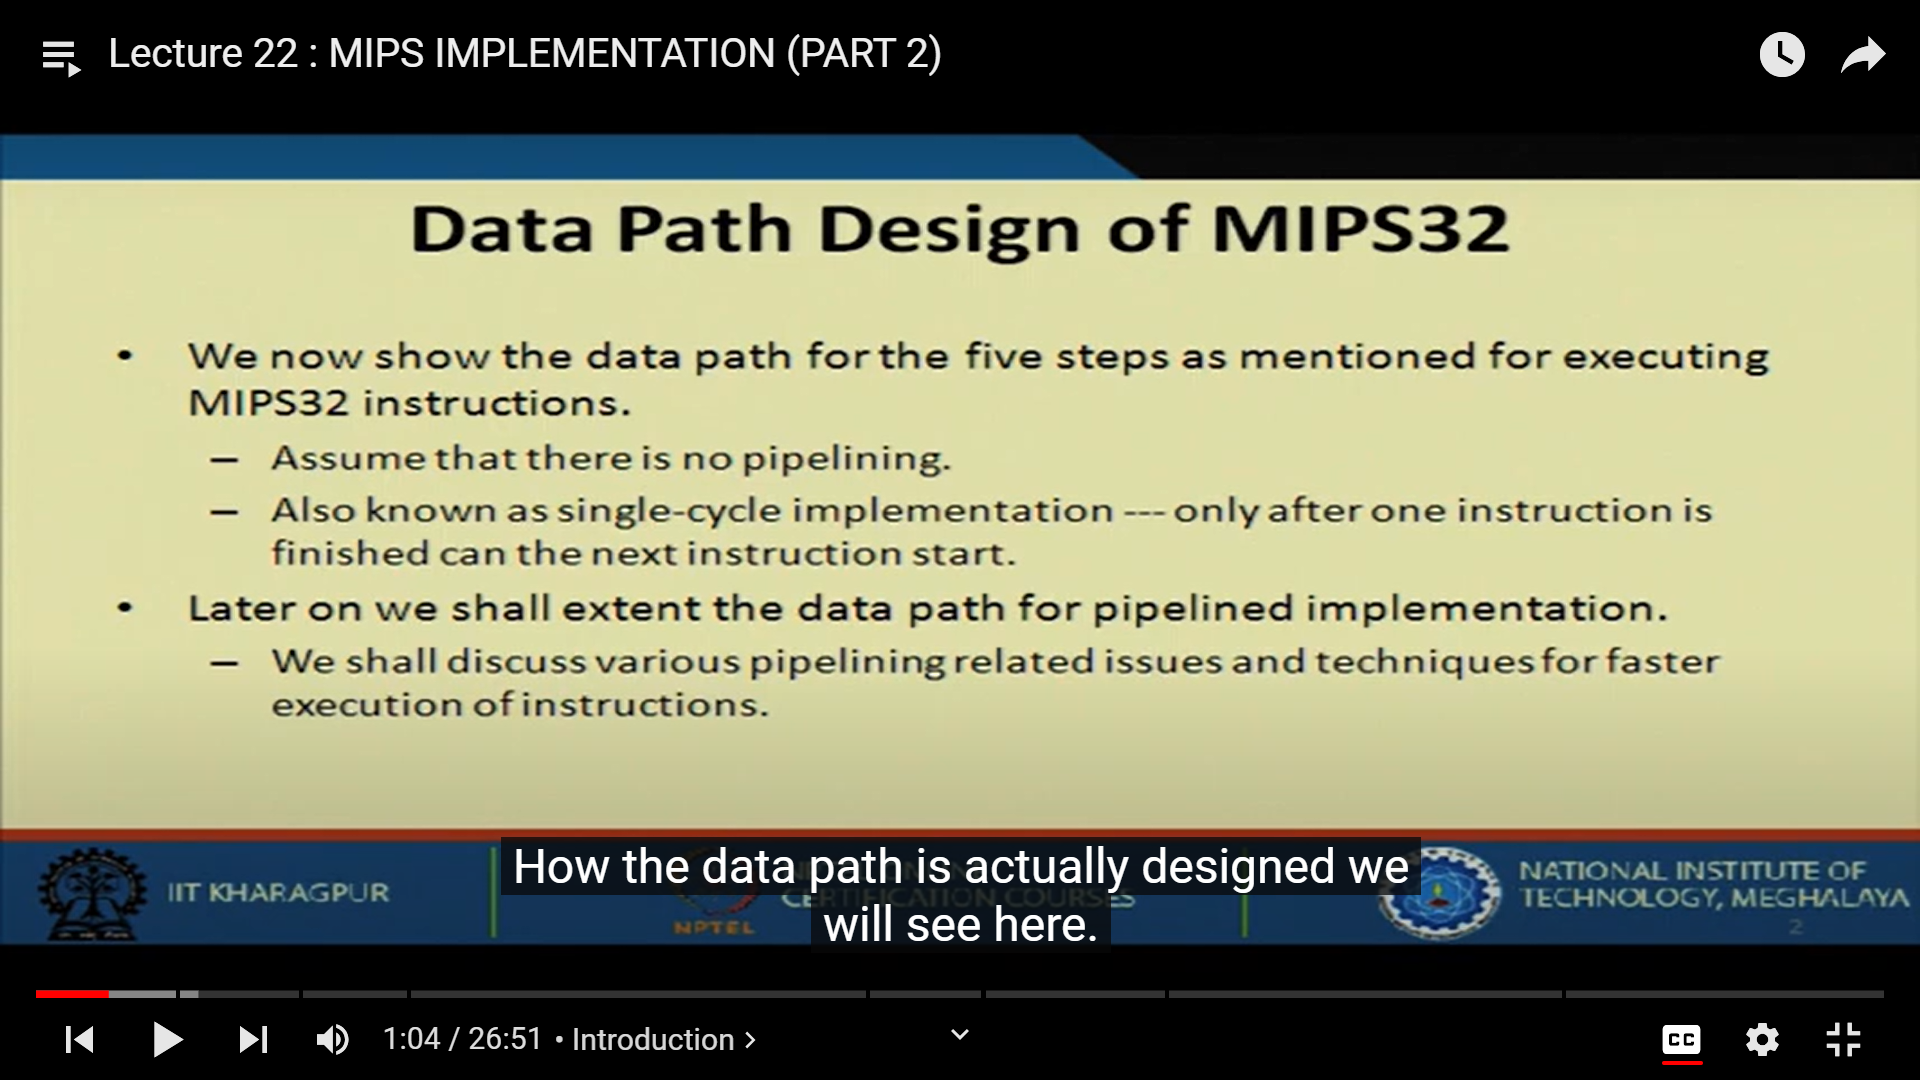 Lecture 22 : MIPS IMPLEMENTATION (PART 2)
Data Path Design of MIPS32
• We now show the data path for the five steps as mentioned for executing
MIPS32 instructions.
– Assume that there is no pipelining.
– Also known as single-cycle implementation --- only after one instruction is
finished can the next instruction start.
• Later on we shall extent the data path for pipelined implementation.
– We shall discuss various pipelining related issues and techniques for faster
execution of instructions.
IIT KHARAGPUR
NPTEL
CERTIFICATION COURSES
NATIONAL INSTITUTE OF
TECHNOLOGY, MEGHALAYA
2
How the data path is actually designed we
will see here.
1:04 / 26:51 • Introduction >
CC